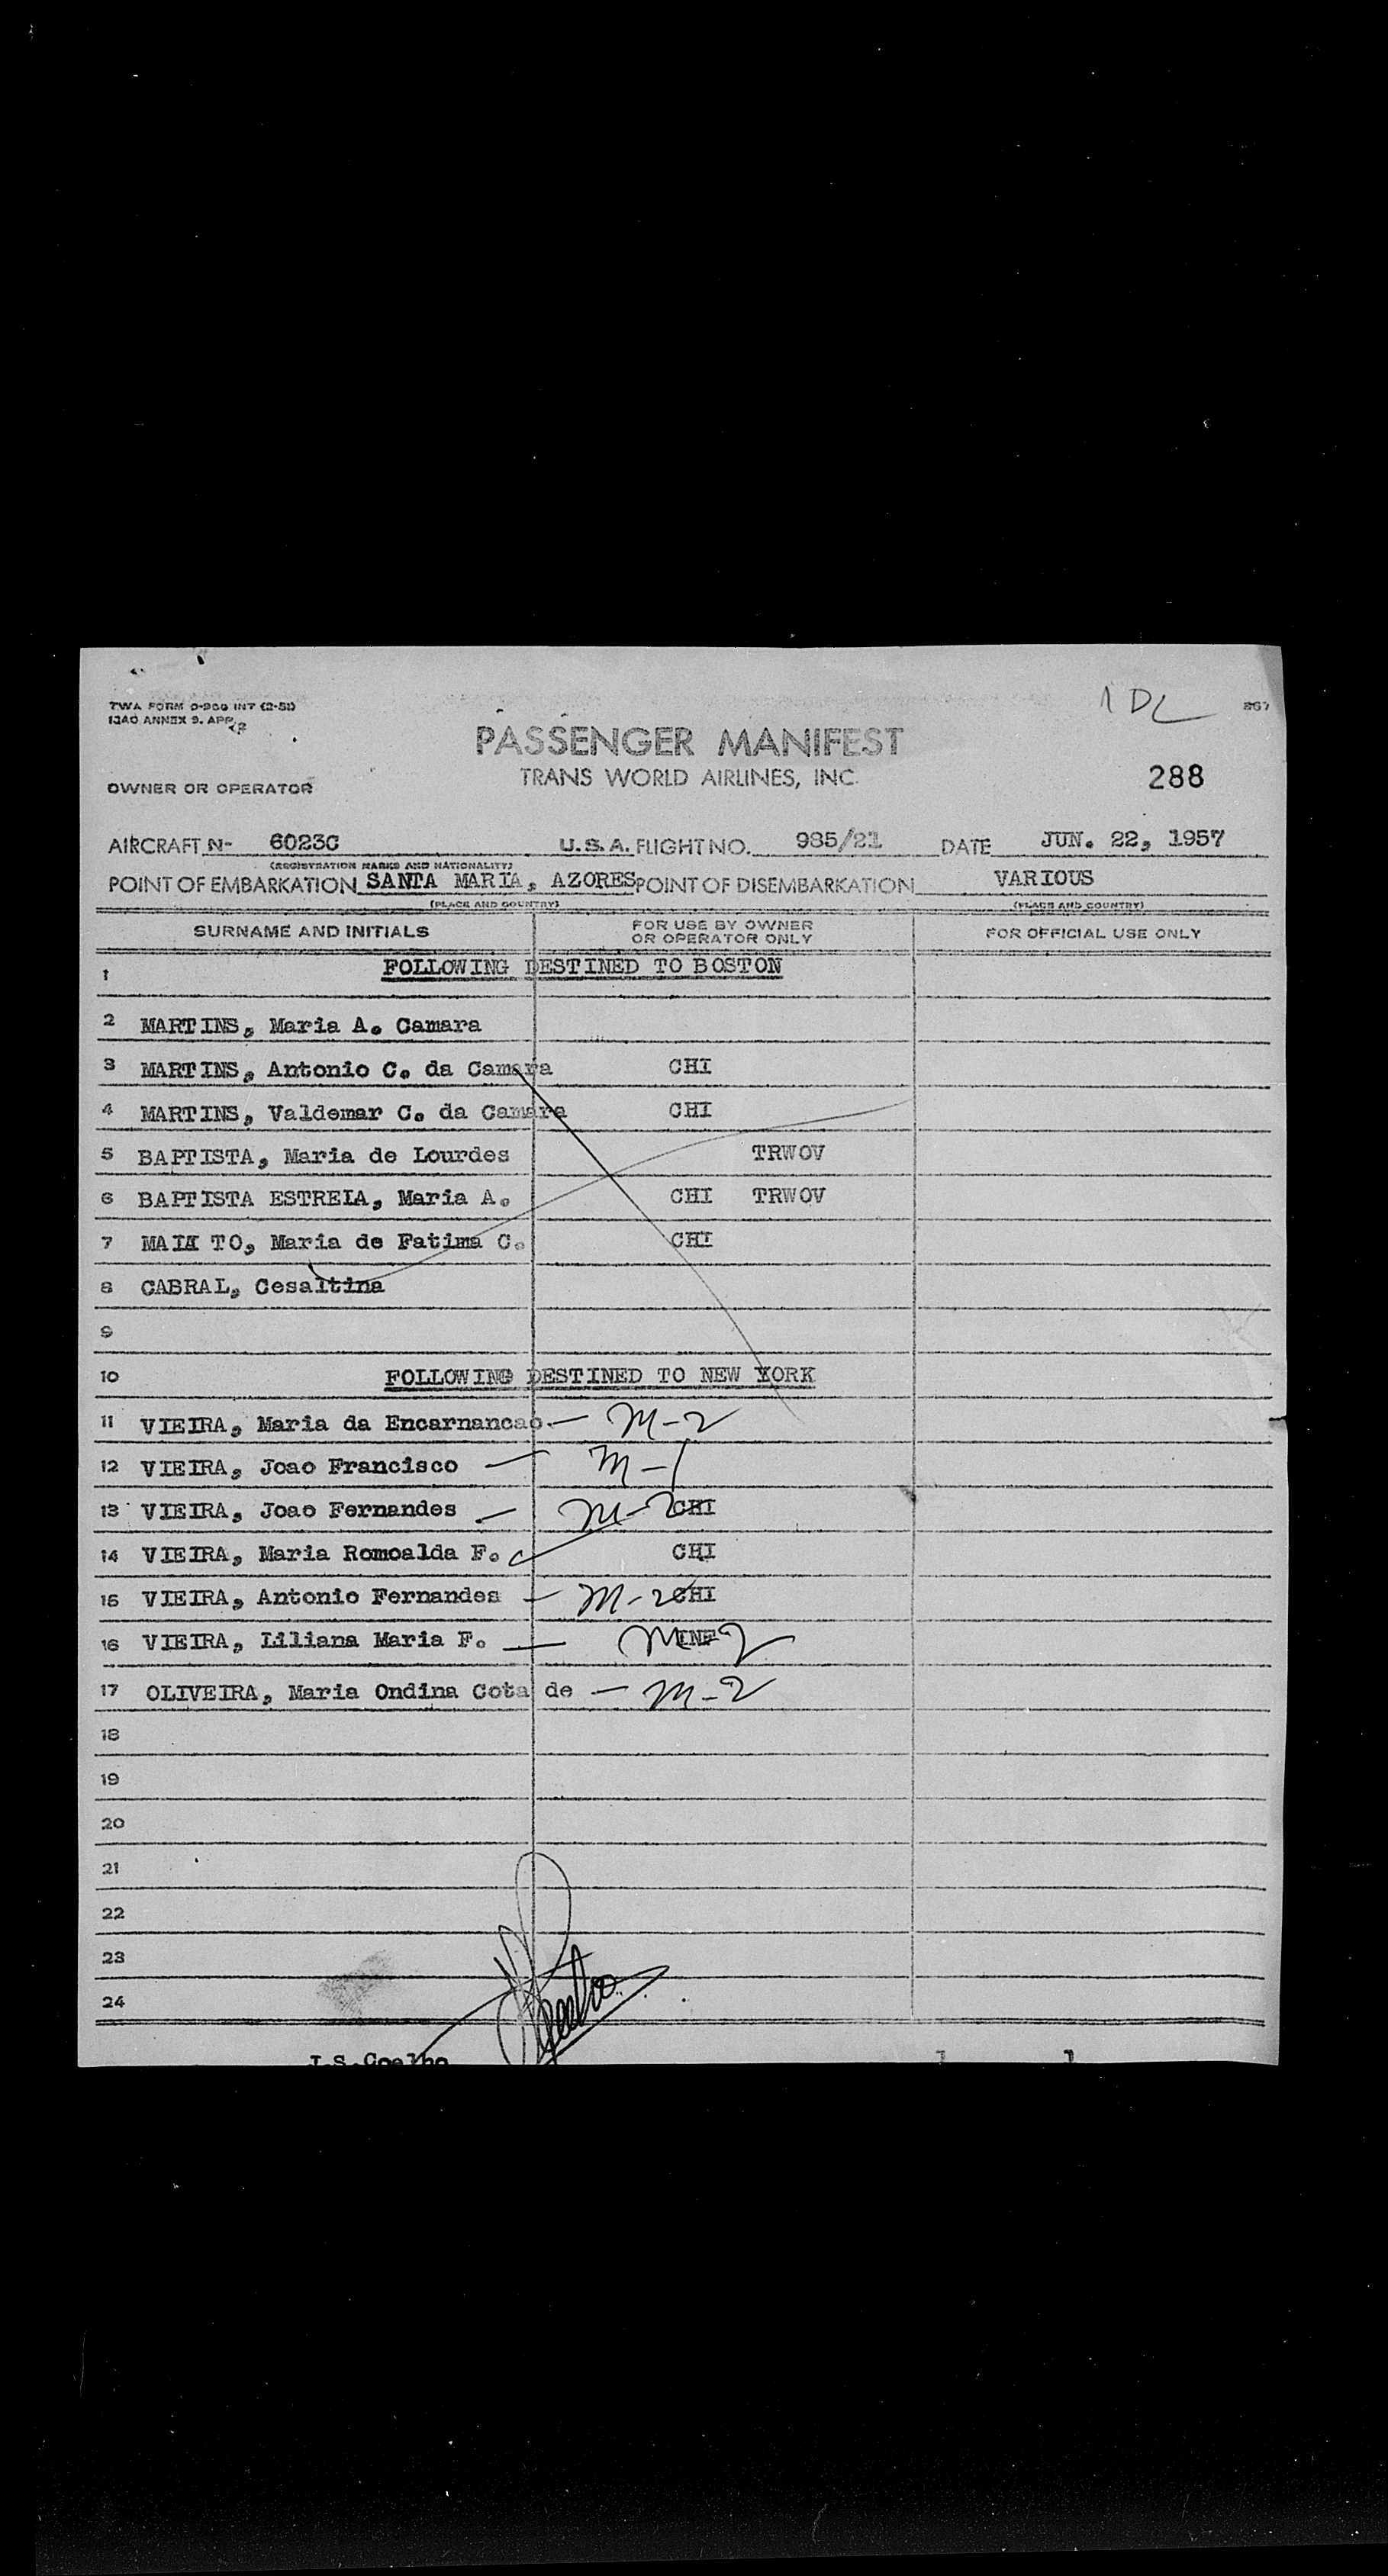 1 DL
867
TWA FORM O-900 INT (2-51)
ICAO ANNEX 9. APP.
PASSENGER MANIFEST
TRANS WORLD AIRLINES, INC.
288
OWNER OR OPERATOR
AIRCRAFT N- 6023C U.S.A. FLIGHT NO. 985/21 DATE JUN. 22, 1957
(REGISTRATION MARKS AND NATIONALITY)
POINT OF EMBARKATION SANTA MARIA, AZORES POINT OF DISEMBARKATION VARIOUS
(PLACE AND COUNTRY) (PLACE AND COUNTRY)
SURNAME AND INITIALS FOR USE BY OWNER OR OPERATOR ONLY FOR OFFICIAL USE ONLY
1 FOLLOWING DESTINED TO BOSTON
2 MARTINS, Maria A. Camara
3 MARTINS, Antonio C. da Camara CHI
4 MARTINS, Valdemar C. da Camara CHI
5 BAPTISTA, Maria de Lourdes TRWOV
6 BAPTISTA ESTREIA, Maria A. CHI TRWOV
7 TO, Maria de Fatima C. CHI
8 CABRAL, Cesaltina
9
10 FOLLOWING DESTINED TO NEW YORK
11 VIEIRA, Maria da Encarnancao. — M-2
12 VIEIRA, Joao Francisco — M-1
13 VIEIRA, Joao Fernandes — M-2 CHI
14 VIEIRA, Maria Romoalda F. CHI
15 VIEIRA, Antonio Fernandes — M-2 CHI
16 VIEIRA, Liliana Maria F. — M-2 INF
17 OLIVEIRA, Maria Ondina Cota de — M-2
18
19
20
21
22
23
24
J.S.Coelho